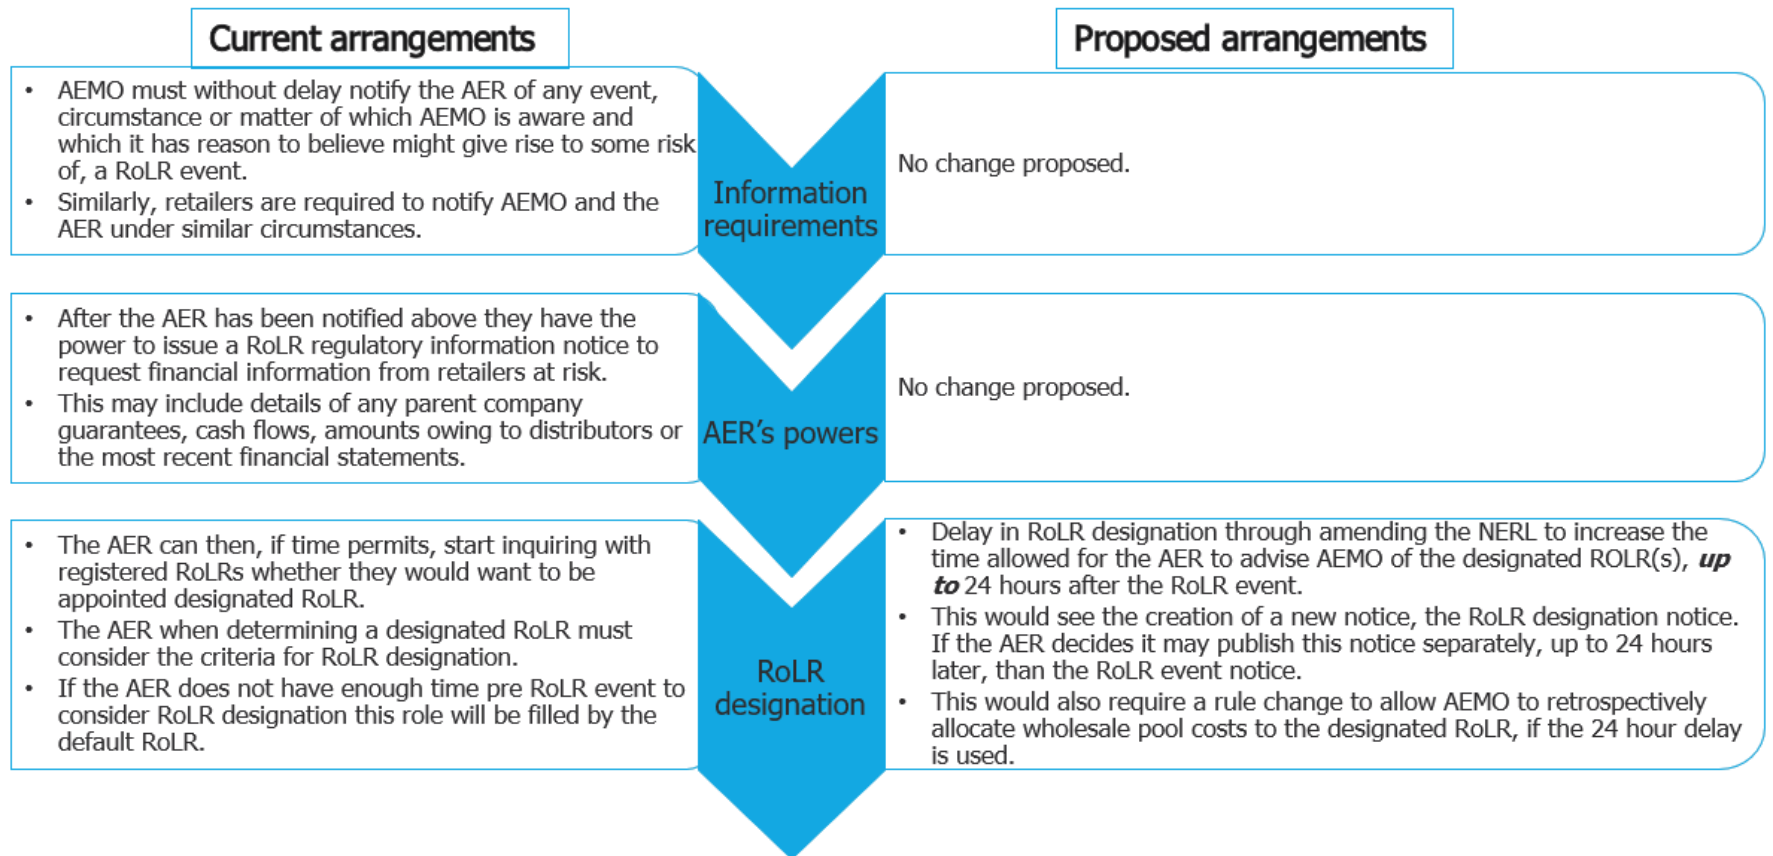 Current arrangements
Proposed arrangements
• AEMO must without delay notify the AER of any event,
circumstance or matter of which AEMO is aware and
which it has reason to believe might give rise to some risk
of, a RoLR event.
• Similarly, retailers are required to notify AEMO and the
AER under similar circumstances.
Information
requirements
No change proposed.
• After the AER has been notified above they have the
power to issue a RoLR regulatory information notice to
request financial information from retailers at risk.
• This may include details of any parent company
guarantees, cash flows, amounts owing to distributors or
the most recent financial statements.
AER’s powers
No change proposed.
• The AER can then, if time permits, start inquiring with
registered RoLRs whether they would want to be
appointed designated RoLR.
• The AER when determining a designated RoLR must
consider the criteria for RoLR designation.
• If the AER does not have enough time pre RoLR event to
consider RoLR designation this role will be filled by the
default RoLR.
RoLR
designation
• Delay in RoLR designation through amending the NERL to increase the
time allowed for the AER to advise AEMO of the designated ROLR(s), up
to 24 hours after the RoLR event.
• This would see the creation of a new notice, the RoLR designation notice.
If the AER decides it may publish this notice separately, up to 24 hours
later, than the RoLR event notice.
• This would also require a rule change to allow AEMO to retrospectively
allocate wholesale pool costs to the designated RoLR, if the 24 hour delay
is used.